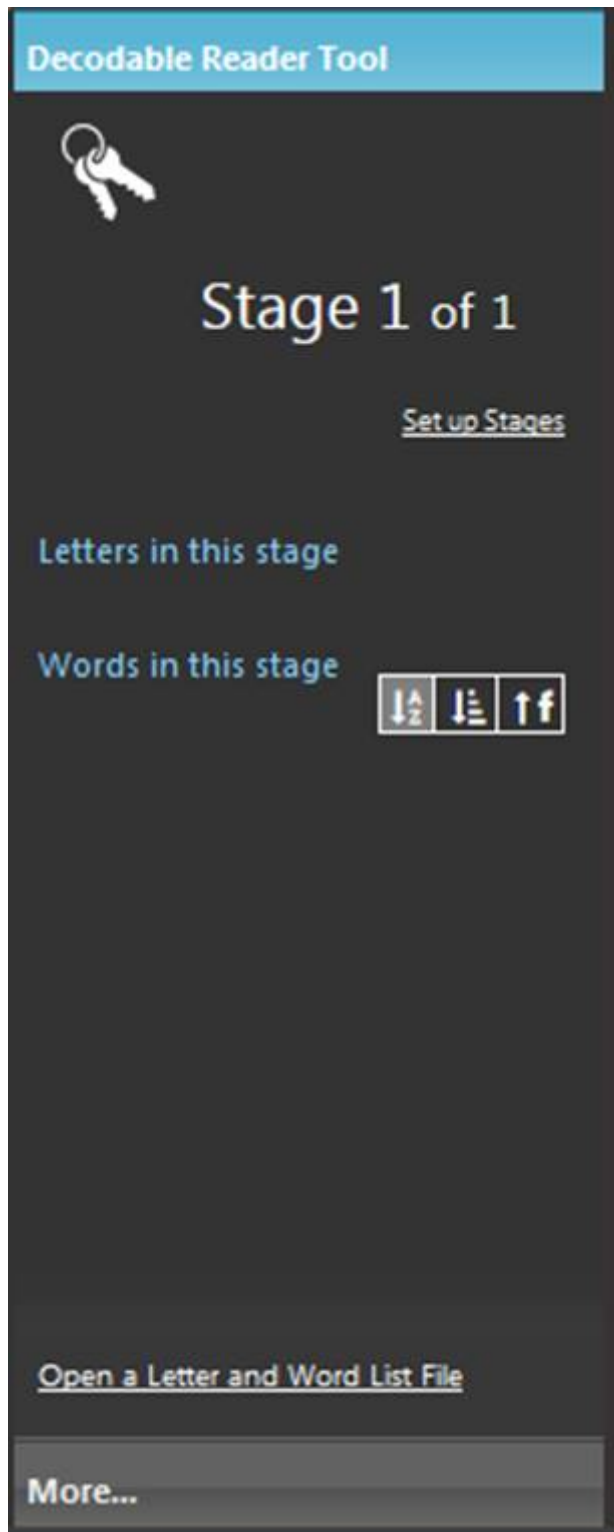 Decodable Reader Tool
Stage 1 of 1
Set up Stages
Letters in this stage
Words in this stage
A
Z
f
Open a Letter and Word List File
More...